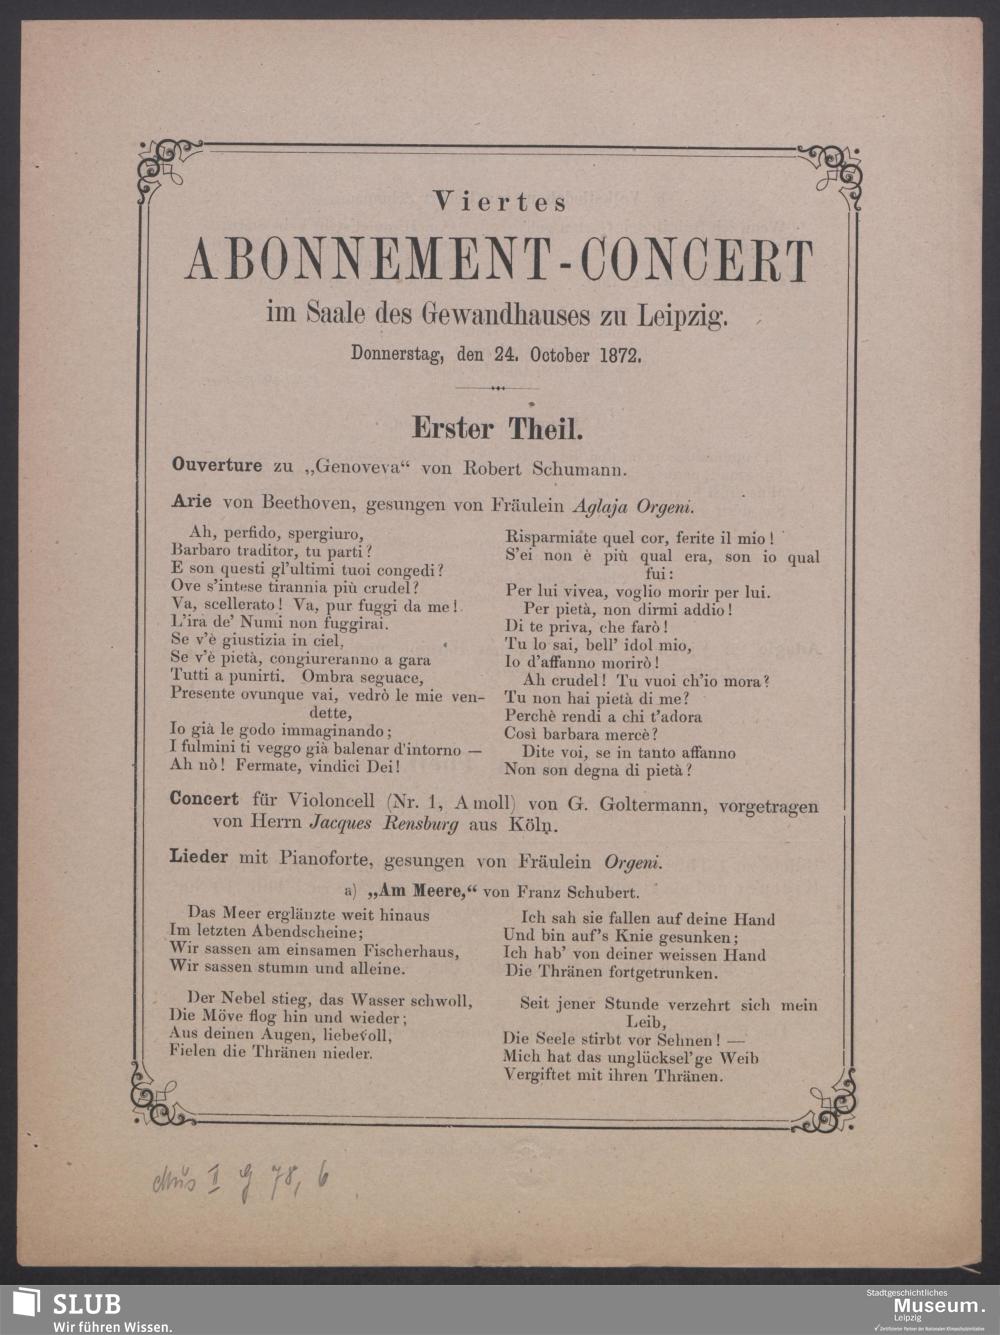 Viertes
ABONNEMENT-CONCERT
im Saale des Gewandhauses zu Leipzig.
Donnerstag, den 24. October 1872.
Erster Theil.
Ouverture zu „Genoveva“ von Robert Schumann.
Arie von Beethoven, gesungen von Fräulein Aglaja Orgeni.
Ah, perfido, spergiuro,
Barbaro traditor, tu parti?
E son questi gl'ultimi tuoi congedi?
Ove s'intese tirannia più crudel?
Va, scellerato! Va, pur fuggi da me!
L'ira de' Numi non fuggirai.
Se v'è giustizia in ciel,
Se v'è pietà, congiureranno a gara
Tutti a punirti. Ombra seguace,
Presente ovunque vai, vedrò le mie ven-
dette,
Io già le godo immaginando;
I fulmini ti veggo già balenar d'intorno —
Ah nò! Fermate, vindici Dei!
Risparmiate quel cor, ferite il mio!
S'ei non è più qual era, son io qual
fui:
Per lui vivea, voglio morir per lui.
Per pietà, non dirmi addio!
Di te priva, che farò!
Tu lo sai, bell' idol mio,
Io d'affanno morirò!
Ah crudel! Tu vuoi ch'io mora?
Tu non hai pietà di me?
Perchè rendi a chi t'adora
Così barbara mercè?
Dite voi, se in tanto affanno
Non son degna di pietà?
Concert für Violoncell (Nr. 1, A moll) von G. Goltermann, vorgetragen
von Herrn Jacques Rensburg aus Köln.
Lieder mit Pianoforte, gesungen von Fräulein Orgeni.
a) „Am Meere,“ von Franz Schubert.
Das Meer erglänzte weit hinaus
Im letzten Abendscheine;
Wir sassen am einsamen Fischerhaus,
Wir sassen stumm und alleine.
Der Nebel stieg, das Wasser schwoll,
Die Möve flog hin und wieder;
Aus deinen Augen, liebevoll,
Fielen die Thränen nieder.
Ich sah sie fallen auf deine Hand
Und bin auf's Knie gesunken;
Ich hab' von deiner weissen Hand
Die Thränen fortgetrunken.
Seit jener Stunde verzehrt sich mein
Leib,
Die Seele stirbt vor Sehnen! —
Mich hat das unglücksel'ge Weib
Vergiftet mit ihren Thränen.
Mus II 78, 6
SLUB
Wir führen Wissen.
Stadtgeschichtliches
Museum.
Leipzig
Zertifizierter Partner der Nationalen Klimaschutzinitiative